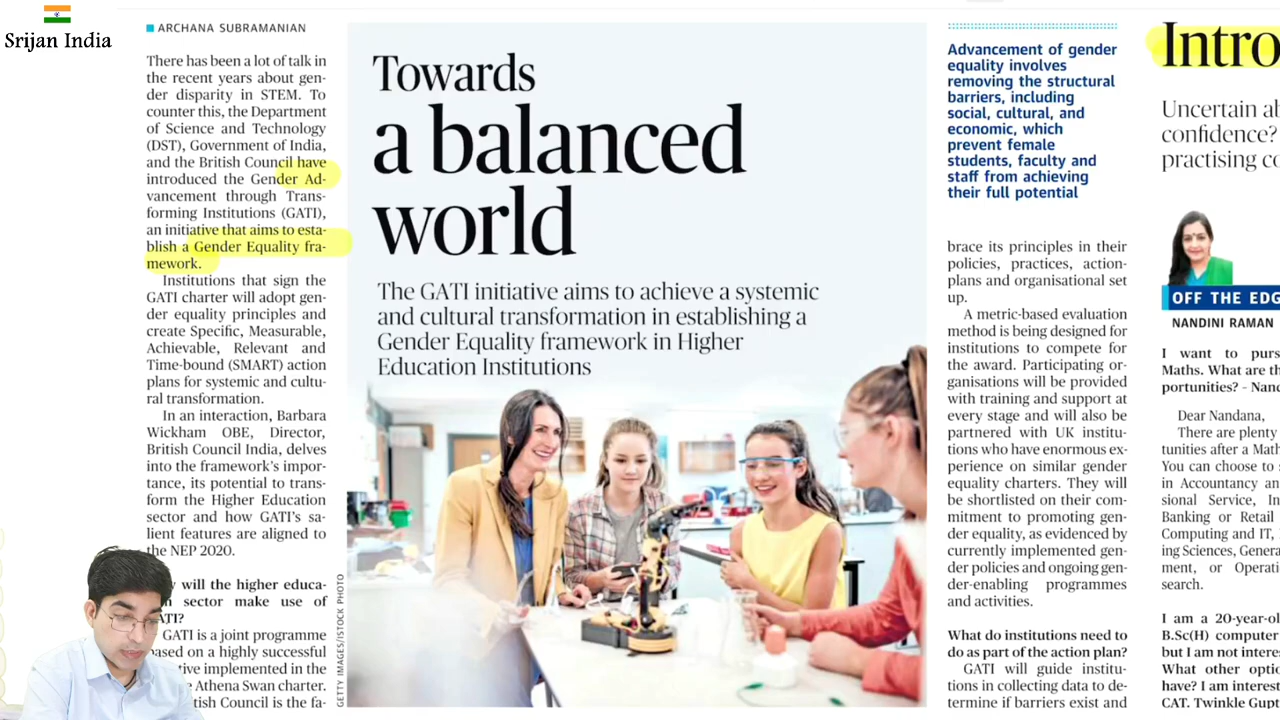 Srijan India
ARCHANA SUBRAMANIAN
There has been a lot of talk in
the recent years about gen-
der disparity in STEM. To
counter this, the Department
of Science and Technology
(DST), Government of India,
and the British Council have
introduced the Gender Ad-
vancement through Trans-
forming Institutions (GATI),
an initiative that aims to esta-
blish a Gender Equality fra-
mework.
Institutions that sign the
GATI charter will adopt gen-
der equality principles and
create Specific, Measurable,
Achievable, Relevant and
Time-bound (SMART) action
plans for systemic and cultu-
ral transformation.
In an interaction, Barbara
Wickham OBE, Director,
British Council India, delves
into the framework's impor-
tance, its potential to trans-
form the Higher Education
sector and how GATI's sa-
lient features are aligned to
the NEP 2020.
will the higher educa-
sector make use of
GATI is a joint programme
based on a highly successful
implemented in the
Athena Swan charter.
Council is the fa-
Towards
a balanced
world
The GATI initiative aims to achieve a systemic
and cultural transformation in establishing a
Gender Equality framework in Higher
Education Institutions
GETTY IMAGES/ISTOCK PHOTO
Advancement of gender
equality involves
removing the structural
barriers, including
social, cultural, and
economic, which
prevent female
students, faculty and
staff from achieving
their full potential
brace its principles in their
policies, practices, action-
plans and organisational set
up.
A metric-based evaluation
method is being designed for
institutions to compete for
the award. Participating or-
ganisations will be provided
with training and support at
every stage and will also be
partnered with UK institu-
tions who have enormous ex-
perience on similar gender
equality charters. They will
be shortlisted on their com-
mitment to promoting gen-
der equality, as evidenced by
currently implemented gen-
der policies and ongoing gen-
der-enabling programmes
and activities.
What do institutions need to
do as part of the action plan?
GATI will guide institu-
tions in collecting data to de-
termine if barriers exist and
Intro
Uncertain
confidence?
practising
OFF THE EDG
NANDINI RAMAN
I want to purs
Maths. What are th
portunities? - Nand
Dear Nandana,
There are plenty
tunities after a Math
You can choose to
in Accountancy an
sional Service, In
Banking or Retail
Computing and IT,
ing Sciences, Genera
ment, or Operati
search.
I am a 20-year-ol
B.Sc(H) computer
but I am not intere
What other optio
have? I am interest
CAT. Twinkle Gupt